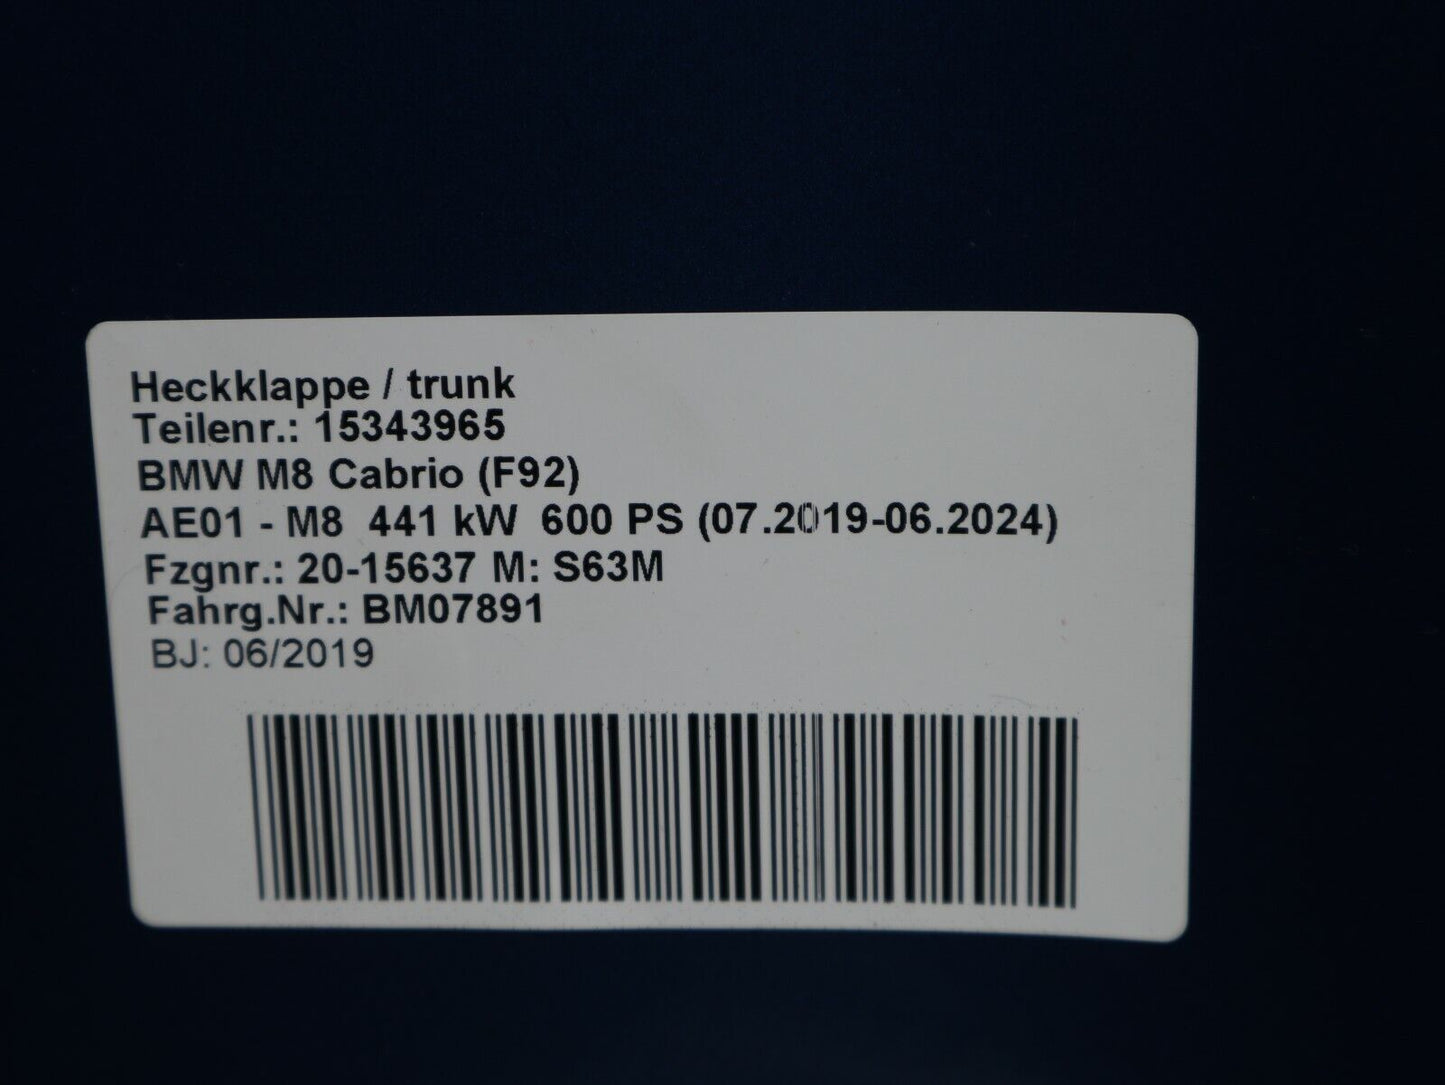 Heckklappe / trunk
Teilenr.: 15343965
BMW M8 Cabrio (F92)
AE01 - M8  441 kW  600 PS (07.2019-06.2024)
Fzgnr.: 20-15637 M: S63M
Fahrg.Nr.: BM07891
BJ: 06/2019